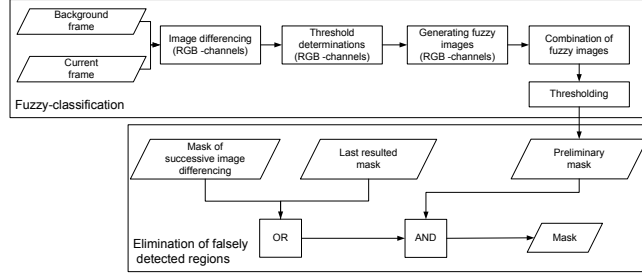 Background
frame
Current
frame
Image differencing
(RGB -channels)
Threshold
determinations
(RGB -channels)
Generating fuzzy
images
(RGB -channels)
Combination of
fuzzy images
Thresholding
Fuzzy-classification
Mask of
successive image
differencing
Last resulted
mask
Preliminary
mask
OR
AND
Mask
Elimination of falsely
detected regions